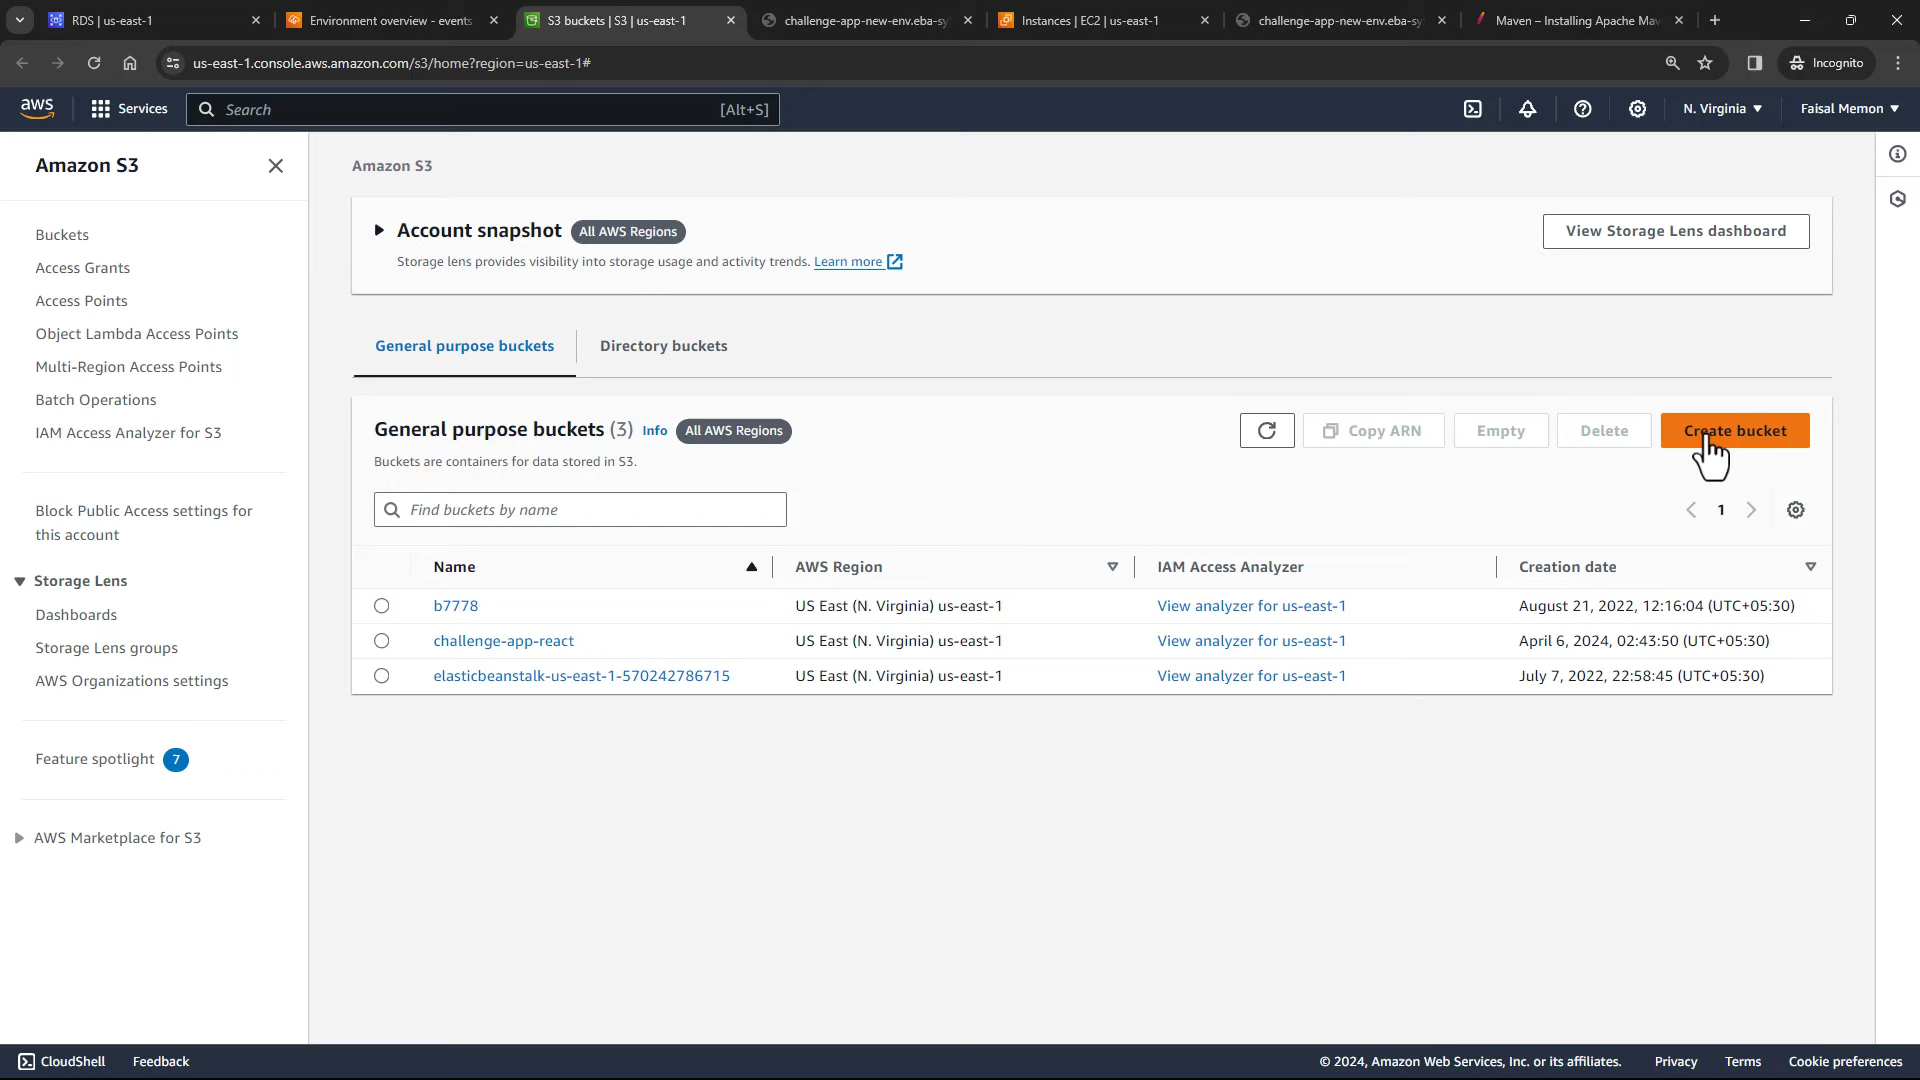 RDS | us-east-1
Environment overview - events
S3 buckets | S3 | us-east-1
challenge-app-new-env.eba-sy
Instances | EC2 | us-east-1
challenge-app-new-env.eba-sy
Maven – Installing Apache Mav
us-east-1.console.aws.amazon.com/s3/home?region=us-east-1#
Incognito
aws
Services
Search
[Alt+S]
N. Virginia
Faisal Memon
Amazon S3
Buckets
Access Grants
Access Points
Object Lambda Access Points
Multi-Region Access Points
Batch Operations
IAM Access Analyzer for S3
Block Public Access settings for
this account
Storage Lens
Dashboards
Storage Lens groups
AWS Organizations settings
Feature spotlight 7
AWS Marketplace for S3
Amazon S3
Account snapshot All AWS Regions
View Storage Lens dashboard
Storage lens provides visibility into storage usage and activity trends. Learn more
General purpose buckets
Directory buckets
General purpose buckets (3) Info All AWS Regions
Copy ARN
Empty
Delete
Create bucket
Buckets are containers for data stored in S3.
Find buckets by name
1
Name AWS Region IAM Access Analyzer Creation date
b7778 US East (N. Virginia) us-east-1 View analyzer for us-east-1 August 21, 2022, 12:16:04 (UTC+05:30)
challenge-app-react US East (N. Virginia) us-east-1 View analyzer for us-east-1 April 6, 2024, 02:43:50 (UTC+05:30)
elasticbeanstalk-us-east-1-570242786715 US East (N. Virginia) us-east-1 View analyzer for us-east-1 July 7, 2022, 22:58:45 (UTC+05:30)
CloudShell
Feedback
© 2024, Amazon Web Services, Inc. or its affiliates.
Privacy
Terms
Cookie preferences